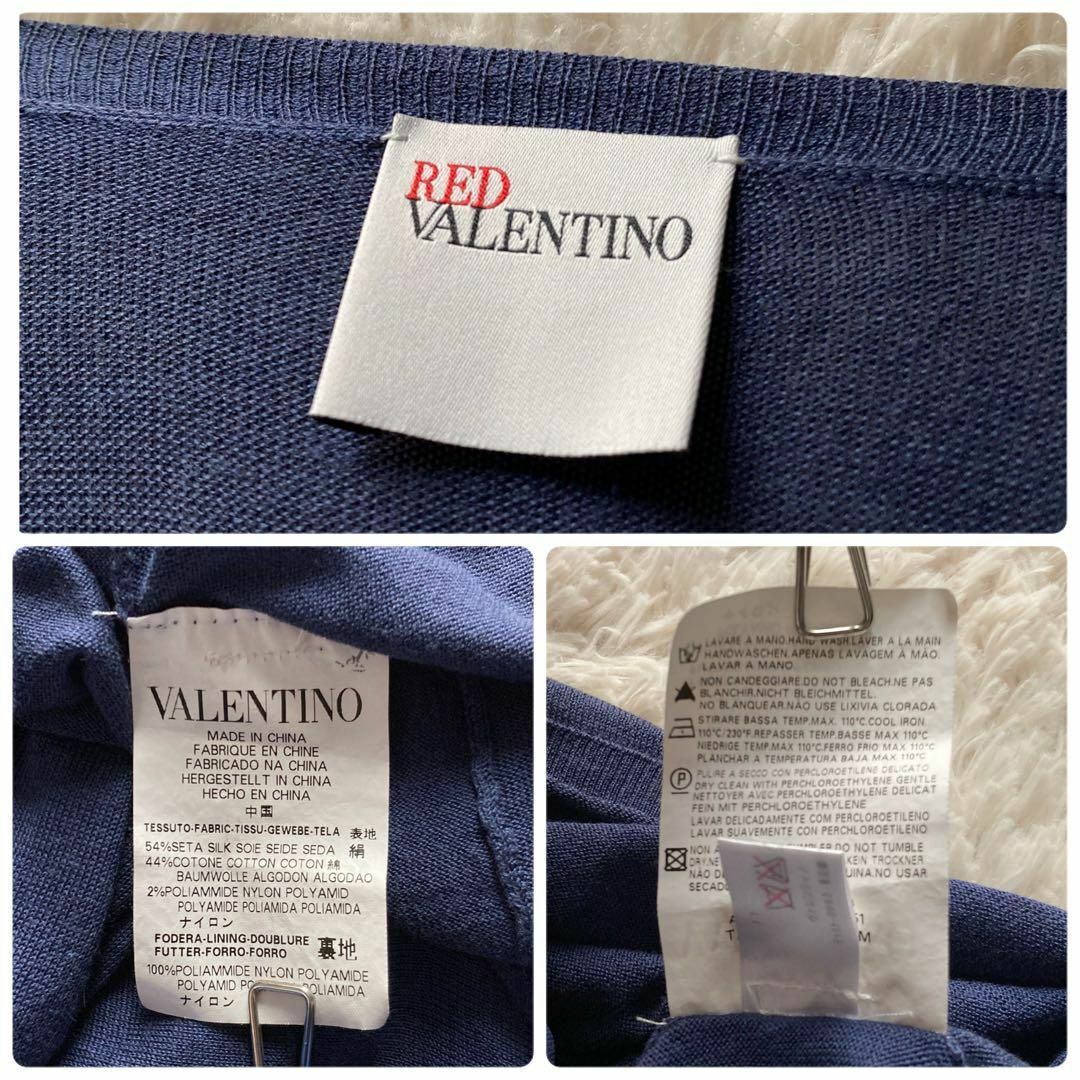 RED
VALENTINO
VALENTINO
MADE IN CHINA
FABRIQUE EN CHINE
FABRICADO NA CHINA
HERGESTELLT IN CHINA
HECHO EN CHINA
中国
TESSUTO-FABRIC-TISSU-GEWEBE-TELA 表地
54%SETA SILK SOIE SEIDE SEDA 絹
44%COTONE COTTON COTON 綿
BAUMWOLLE ALGODON ALGODAO
2%POLIAMMIDE NYLON POLYAMID
POLYAMIDE POLIAMIDA POLIAMIDA
ナイロン
FODERA-LINING-DOUBLURE 裏地
FUTTER-FORRO-FORRO
100%POLIAMMIDE NYLON POLYAMIDE
POLYAMID POLIAMIDA
ナイロン
LAVARE A MANO.HAND WASH.LAVER A LA MAIN
HANDWASCHEN.APENAS LAVAGEM À MÃO.
LAVAR A MANO.
NON CANDEGGIARE.DO NOT BLEACH.NE PAS
BLANCHIR.NICHT BLEICHMITTEL.
NO BLANQUEAR.NÃO USE LIXIVIA CLORADA
STIRARE BASSA TEMP.MAX. 110°C.COOL IRON.
110°C/230°F.REPASSER TEMP.BASSE MAX 110°C
NIEDRIGE TEMP.MAX 110°C.FERRO FRIO MAX 110°C
PLANCHAR A TEMPERATURA BAJA MAX 110°C
P
PULIRE A SECCO CON PERCLOROETILENE DELICATO
DRY CLEAN WITH PERCHLOROETHYLENE GENTLE
NETTOYER AVEC PERCHLOROETHYLENE DELICAT
FEIN MIT PERCHLOROETHYLENE
LAVAR DELICADAMENTE COM PERCLOROETILENO
LAVAR SUAVEMENTE CON PERCLOROETILENO
NON DO NOT TUMBLE
KEIN TROCKNER
NÃO NO USAR
51
M